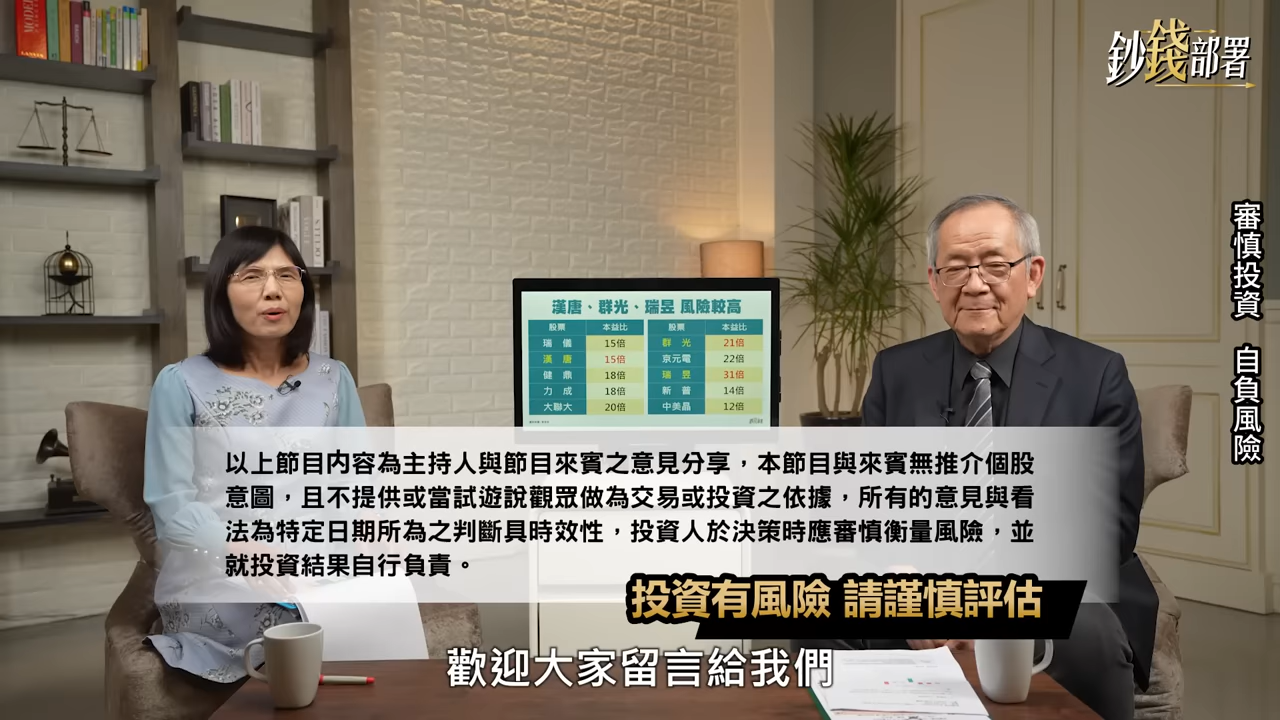 鈔錢部署
審慎投資 自負風險
漢唐、群光、瑞昱 風險較高
股票 本益比 股票 本益比
瑞儀 15倍 群光 21倍
漢唐 15倍 京元電 22倍
健鼎 18倍 瑞昱 31倍
力成 18倍 新普 14倍
大聯大 20倍 中美晶 12倍
以上節目内容為主持人與節目來賓之意見分享，本節目與來賓無推介個股
意圖，且不提供或當試遊說觀眾做為交易或投資之依據，所有的意見與看
法為特定日期所為之判斷具時效性，投資人於決策時應審慎衡量風險，並
就投資結果自行負責。
投資有風險 請謹慎評估
歡迎大家留言給我們